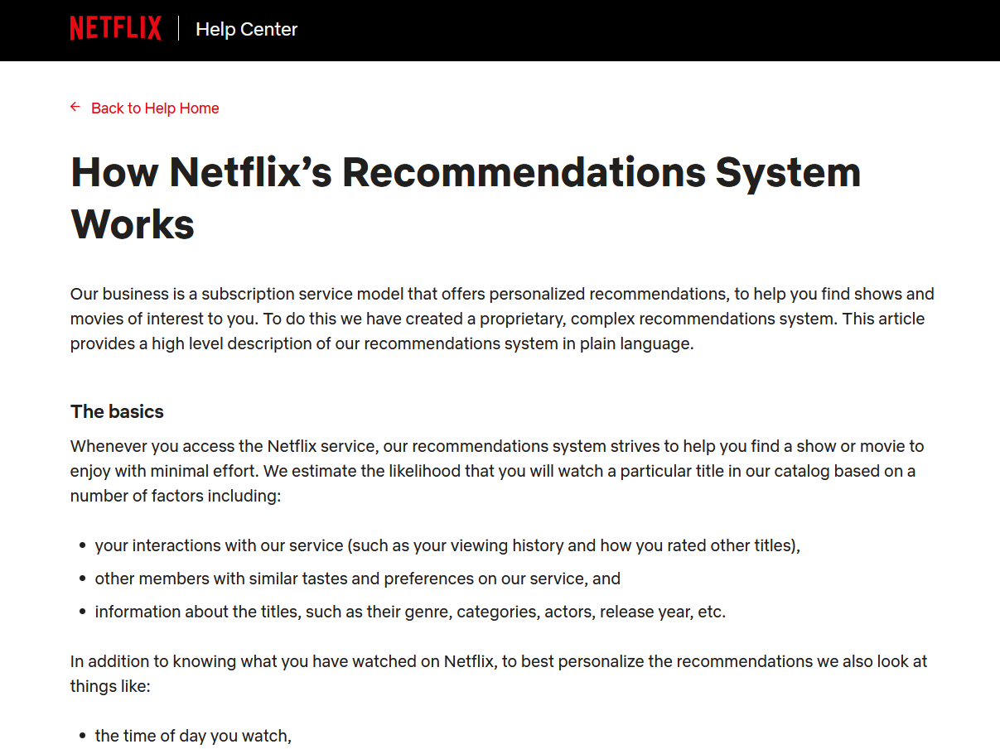 NETFLIX Help Center
← Back to Help Home
How Netflix’s Recommendations System
Works
Our business is a subscription service model that offers personalized recommendations, to help you find shows and
movies of interest to you. To do this we have created a proprietary, complex recommendations system. This article
provides a high level description of our recommendations system in plain language.
The basics
Whenever you access the Netflix service, our recommendations system strives to help you find a show or movie to
enjoy with minimal effort. We estimate the likelihood that you will watch a particular title in our catalog based on a
number of factors including:
• your interactions with our service (such as your viewing history and how you rated other titles),
• other members with similar tastes and preferences on our service, and
• information about the titles, such as their genre, categories, actors, release year, etc.
In addition to knowing what you have watched on Netflix, to best personalize the recommendations we also look at
things like:
• the time of day you watch,